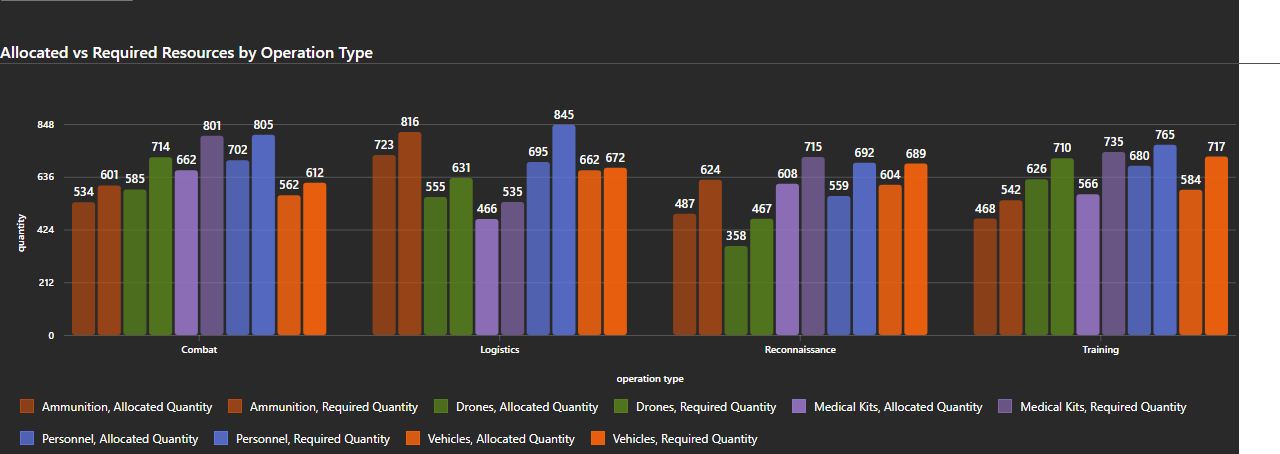 Allocated vs Required Resources by Operation Type
848
636
424
212
0
quantity
534 601 585 714 662 801 702 805 562 612
723 816 555 631 466 535 695 845 662 672
487 624 358 467 608 715 559 692 604 689
468 542 626 710 566 735 680 765 584 717
Combat Logistics Reconnaissance Training
operation type
Ammunition, Allocated Quantity Ammunition, Required Quantity Drones, Allocated Quantity Drones, Required Quantity Medical Kits, Allocated Quantity Medical Kits, Required Quantity
Personnel, Allocated Quantity Personnel, Required Quantity Vehicles, Allocated Quantity Vehicles, Required Quantity